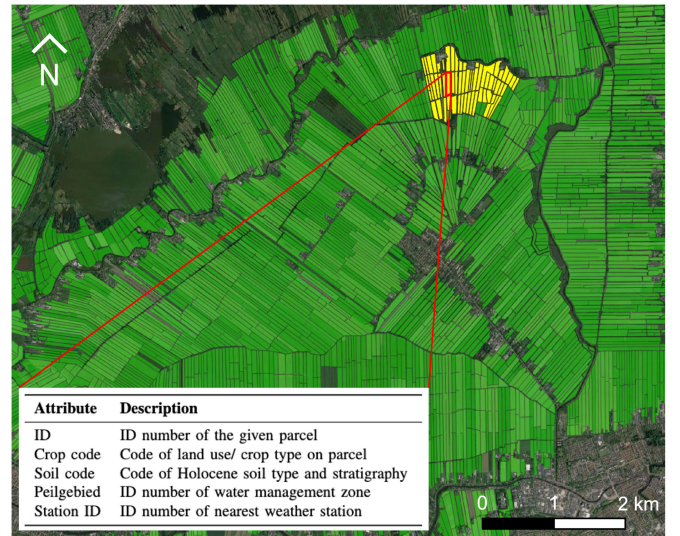 N
Attribute Description
ID ID number of the given parcel
Crop code Code of land use/ crop type on parcel
Soil code Code of Holocene soil type and stratigraphy
Peilgebied ID number of water management zone
Station ID ID number of nearest weather station
0 1 2 km